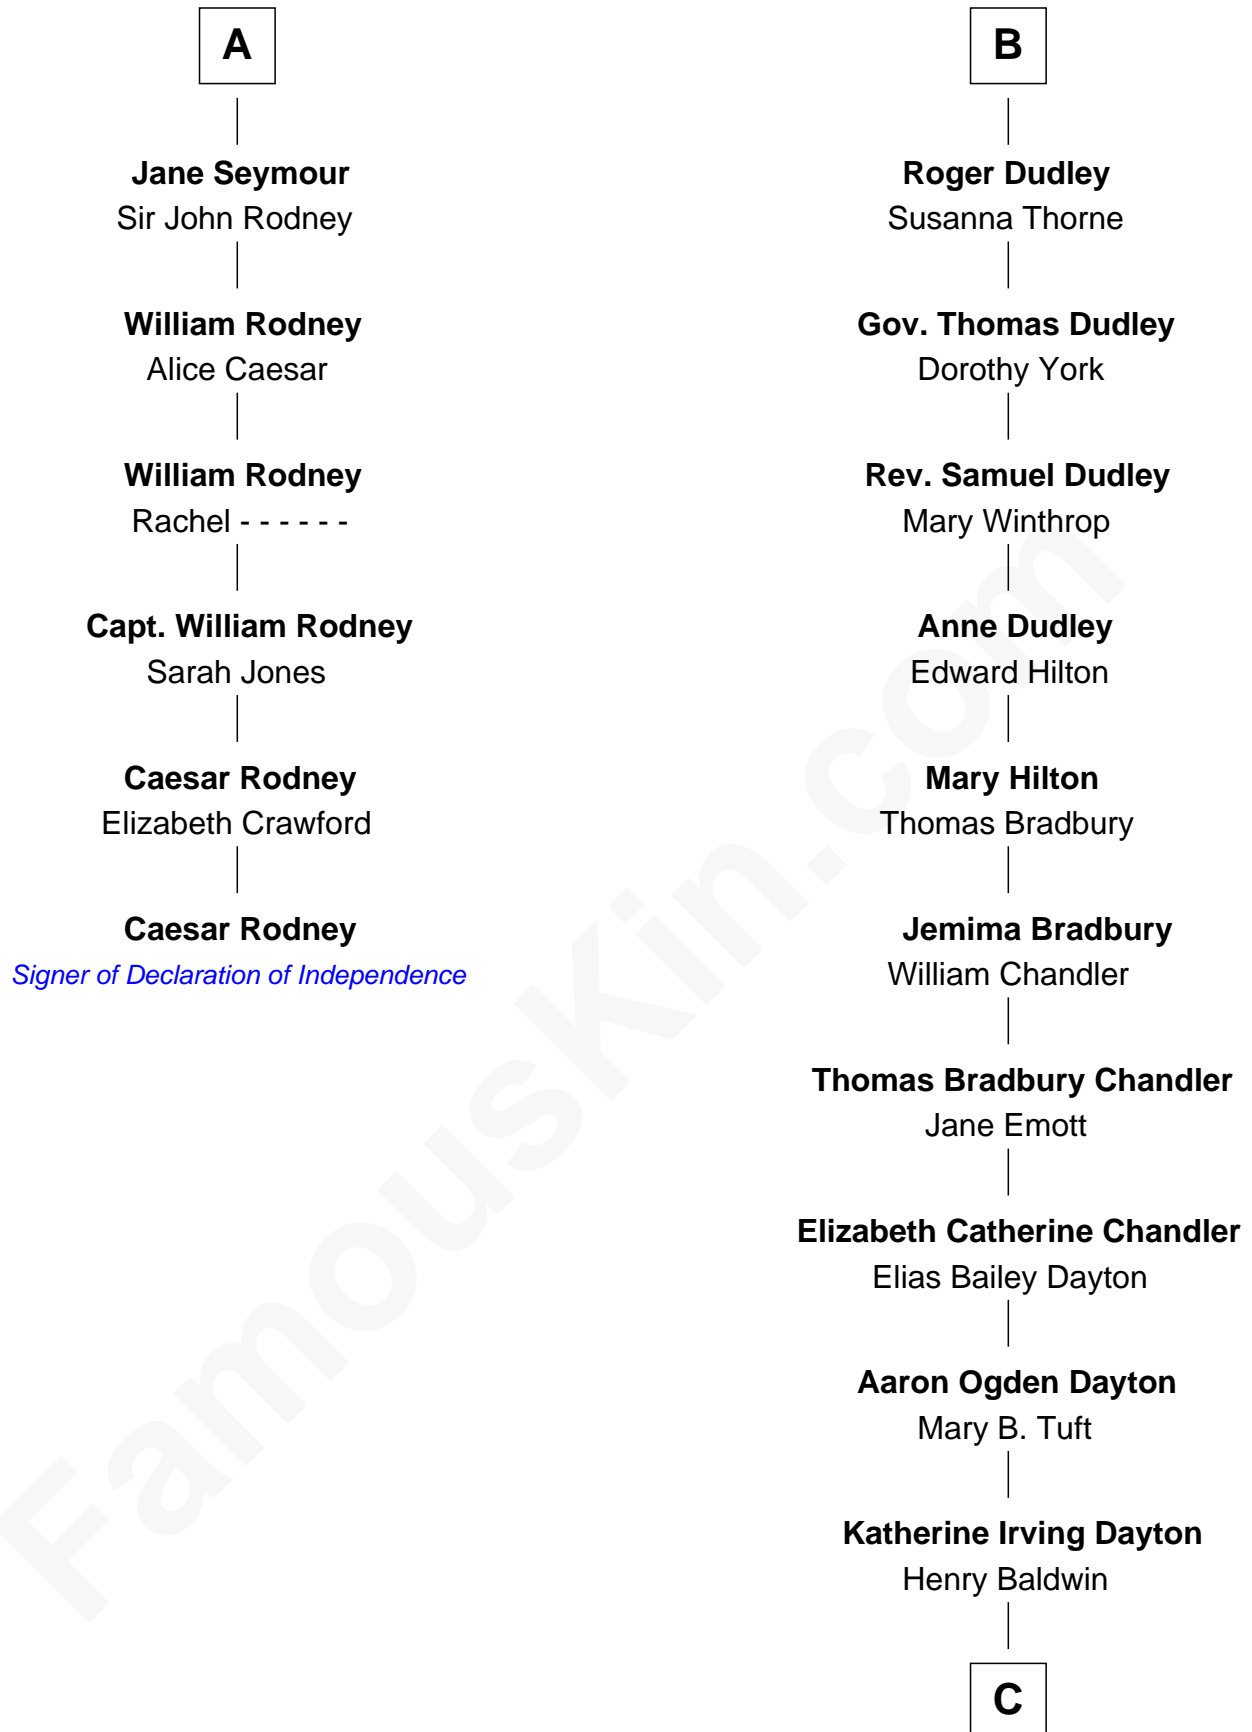 A
Jane Seymour
Sir John Rodney
William Rodney
Alice Caesar
William Rodney
Rachel - - - - - -
Capt. William Rodney
Sarah Jones
Caesar Rodney
Elizabeth Crawford
Caesar Rodney
Signer of Declaration of Independence
B
Roger Dudley
Susanna Thorne
Gov. Thomas Dudley
Dorothy York
Rev. Samuel Dudley
Mary Winthrop
Anne Dudley
Edward Hilton
Mary Hilton
Thomas Bradbury
Jemima Bradbury
William Chandler
Thomas Bradbury Chandler
Jane Emott
Elizabeth Catherine Chandler
Elias Bailey Dayton
Aaron Ogden Dayton
Mary B. Tuft
Katherine Irving Dayton
Henry Baldwin
C
FamousKin.com